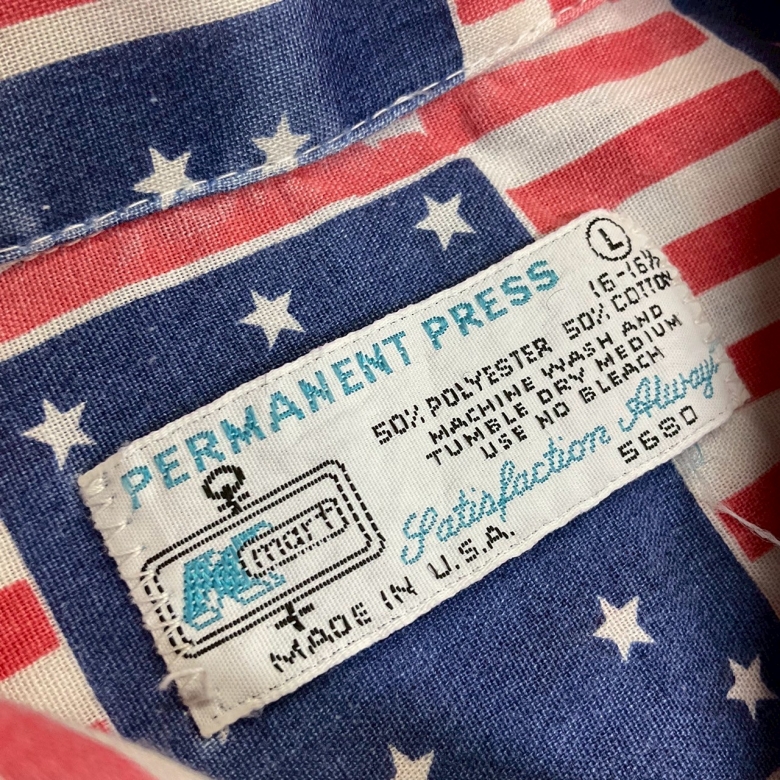 PERMANENT PRESS
L
16-16½
50% POLYESTER 50% COTTON
MACHINE WASH AND
TUMBLE DRY MEDIUM
USE NO BLEACH
Satisfaction Always
5680
Kmart
MADE IN U.S.A.